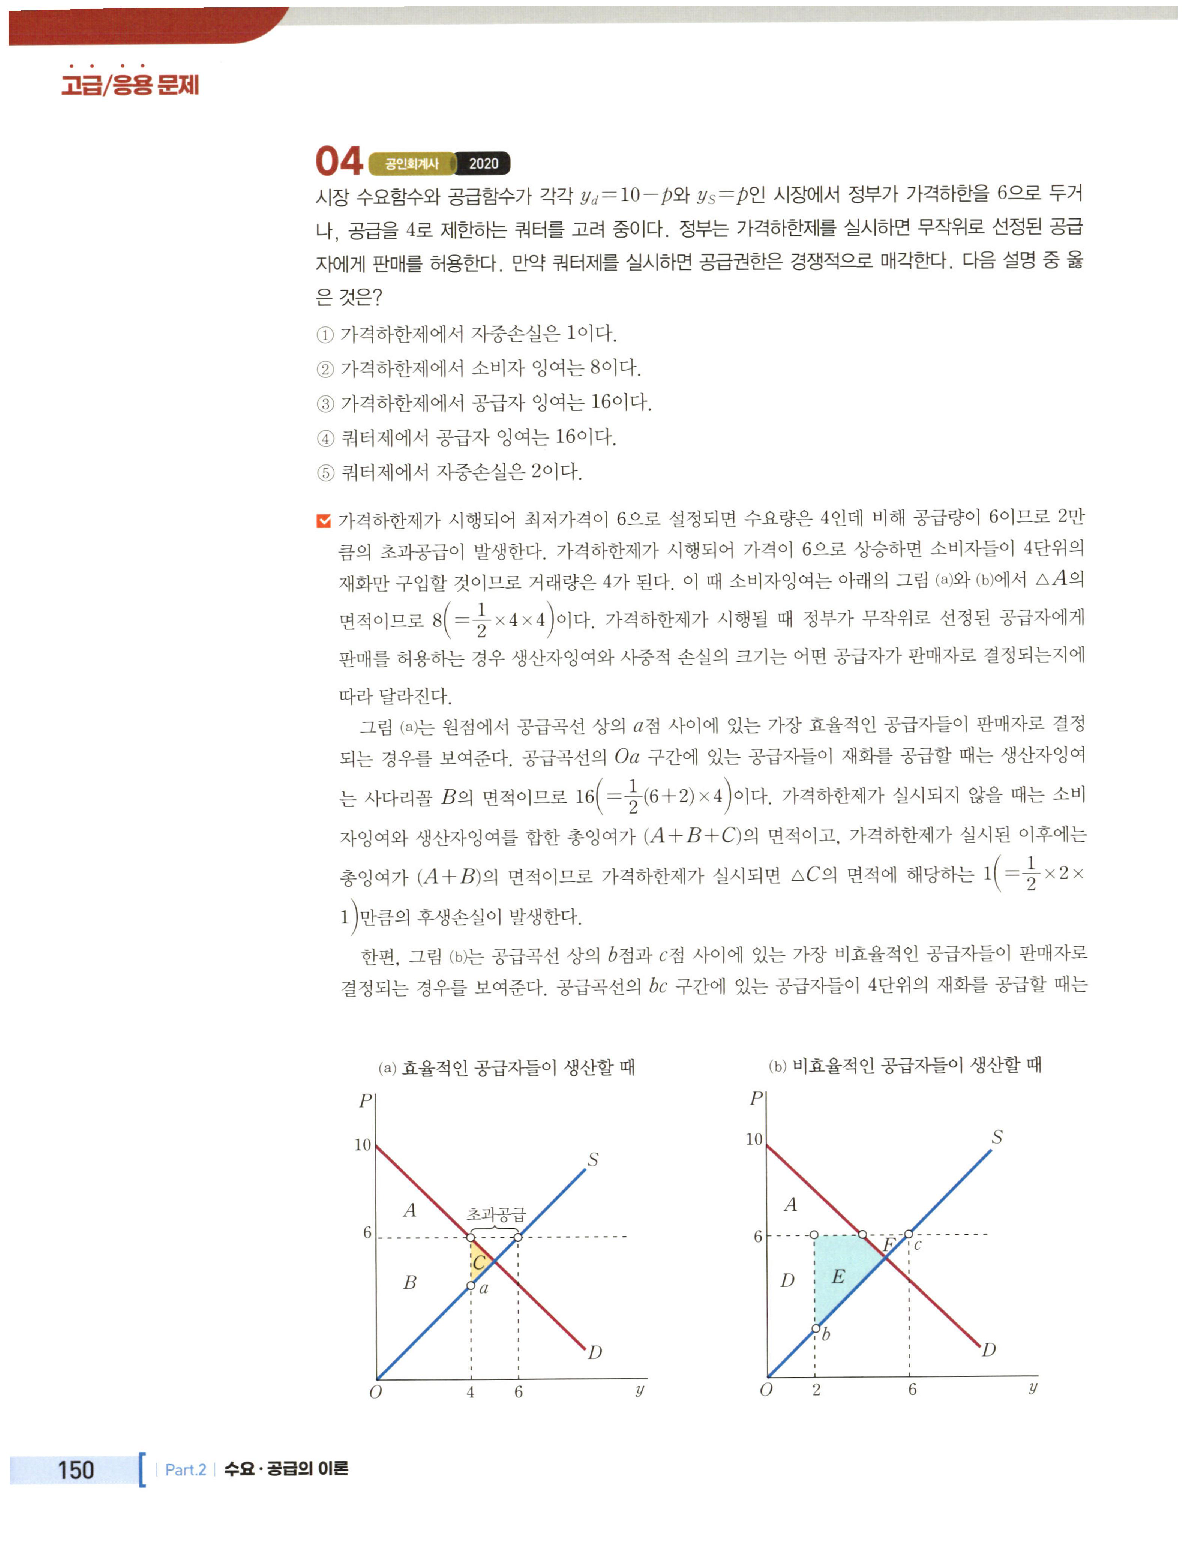 고급/응용 문제
04 공인회계사 2020
시장 수요함수와 공급함수가 각각 y_d=10-p와 y_S=p인 시장에서 정부가 가격하한을 6으로 두거
나, 공급을 4로 제한하는 쿼터를 고려 중이다. 정부는 가격하한제를 실시하면 무작위로 선정된 공급
자에게 판매를 허용한다. 만약 쿼터제를 실시하면 공급권한은 경쟁적으로 매각한다. 다음 설명 중 옳
은 것은?
① 가격하한제에서 자중손실은 1이다.
② 가격하한제에서 소비자 잉여는 8이다.
③ 가격하한제에서 공급자 잉여는 16이다.
④ 쿼터제에서 공급자 잉여는 16이다.
⑤ 쿼터제에서 자중손실은 2이다.
가격하한제가 시행되어 최저가격이 6으로 설정되면 수요량은 4인데 비해 공급량이 6이므로 2만
큼의 초과공급이 발생한다. 가격하한제가 시행되어 가격이 6으로 상승하면 소비자들이 4단위의
재화만 구입할 것이므로 거래량은 4가 된다. 이 때 소비자잉여는 아래의 그림 (a)와 (b)에서 △A의
면적이므로 8(=1/2×4×4)이다. 가격하한제가 시행될 때 정부가 무작위로 선정된 공급자에게
판매를 허용하는 경우 생산자잉여와 사중적 손실의 크기는 어떤 공급자가 판매자로 결정되는지에
따라 달라진다.
그림 (a)는 원점에서 공급곡선 상의 a점 사이에 있는 가장 효율적인 공급자들이 판매자로 결정
되는 경우를 보여준다. 공급곡선의 Oa 구간에 있는 공급자들이 재화를 공급할 때는 생산자잉여
는 사다리꼴 B의 면적이므로 16(=1/2(6+2)×4)이다. 가격하한제가 실시되지 않을 때는 소비
자잉여와 생산자잉여를 합한 총잉여가 (A+B+C)의 면적이고, 가격하한제가 실시된 이후에는
총잉여가 (A+B)의 면적이므로 가격하한제가 실시되면 △C의 면적에 해당하는 1(=1/2×2×
1)만큼의 후생손실이 발생한다.
한편, 그림 (b)는 공급곡선 상의 b점과 c점 사이에 있는 가장 비효율적인 공급자들이 판매자로
결정되는 경우를 보여준다. 공급곡선의 bc 구간에 있는 공급자들이 4단위의 재화를 공급할 때는
(a) 효율적인 공급자들이 생산할 때
P
10
S
A
초과공급
6
C
B
a
D
O 4 6 y
(b) 비효율적인 공급자들이 생산할 때
P
10
S
A
6
F c
D E
b
D
O 2 6 y
150 Part.2 수요·공급의 이론